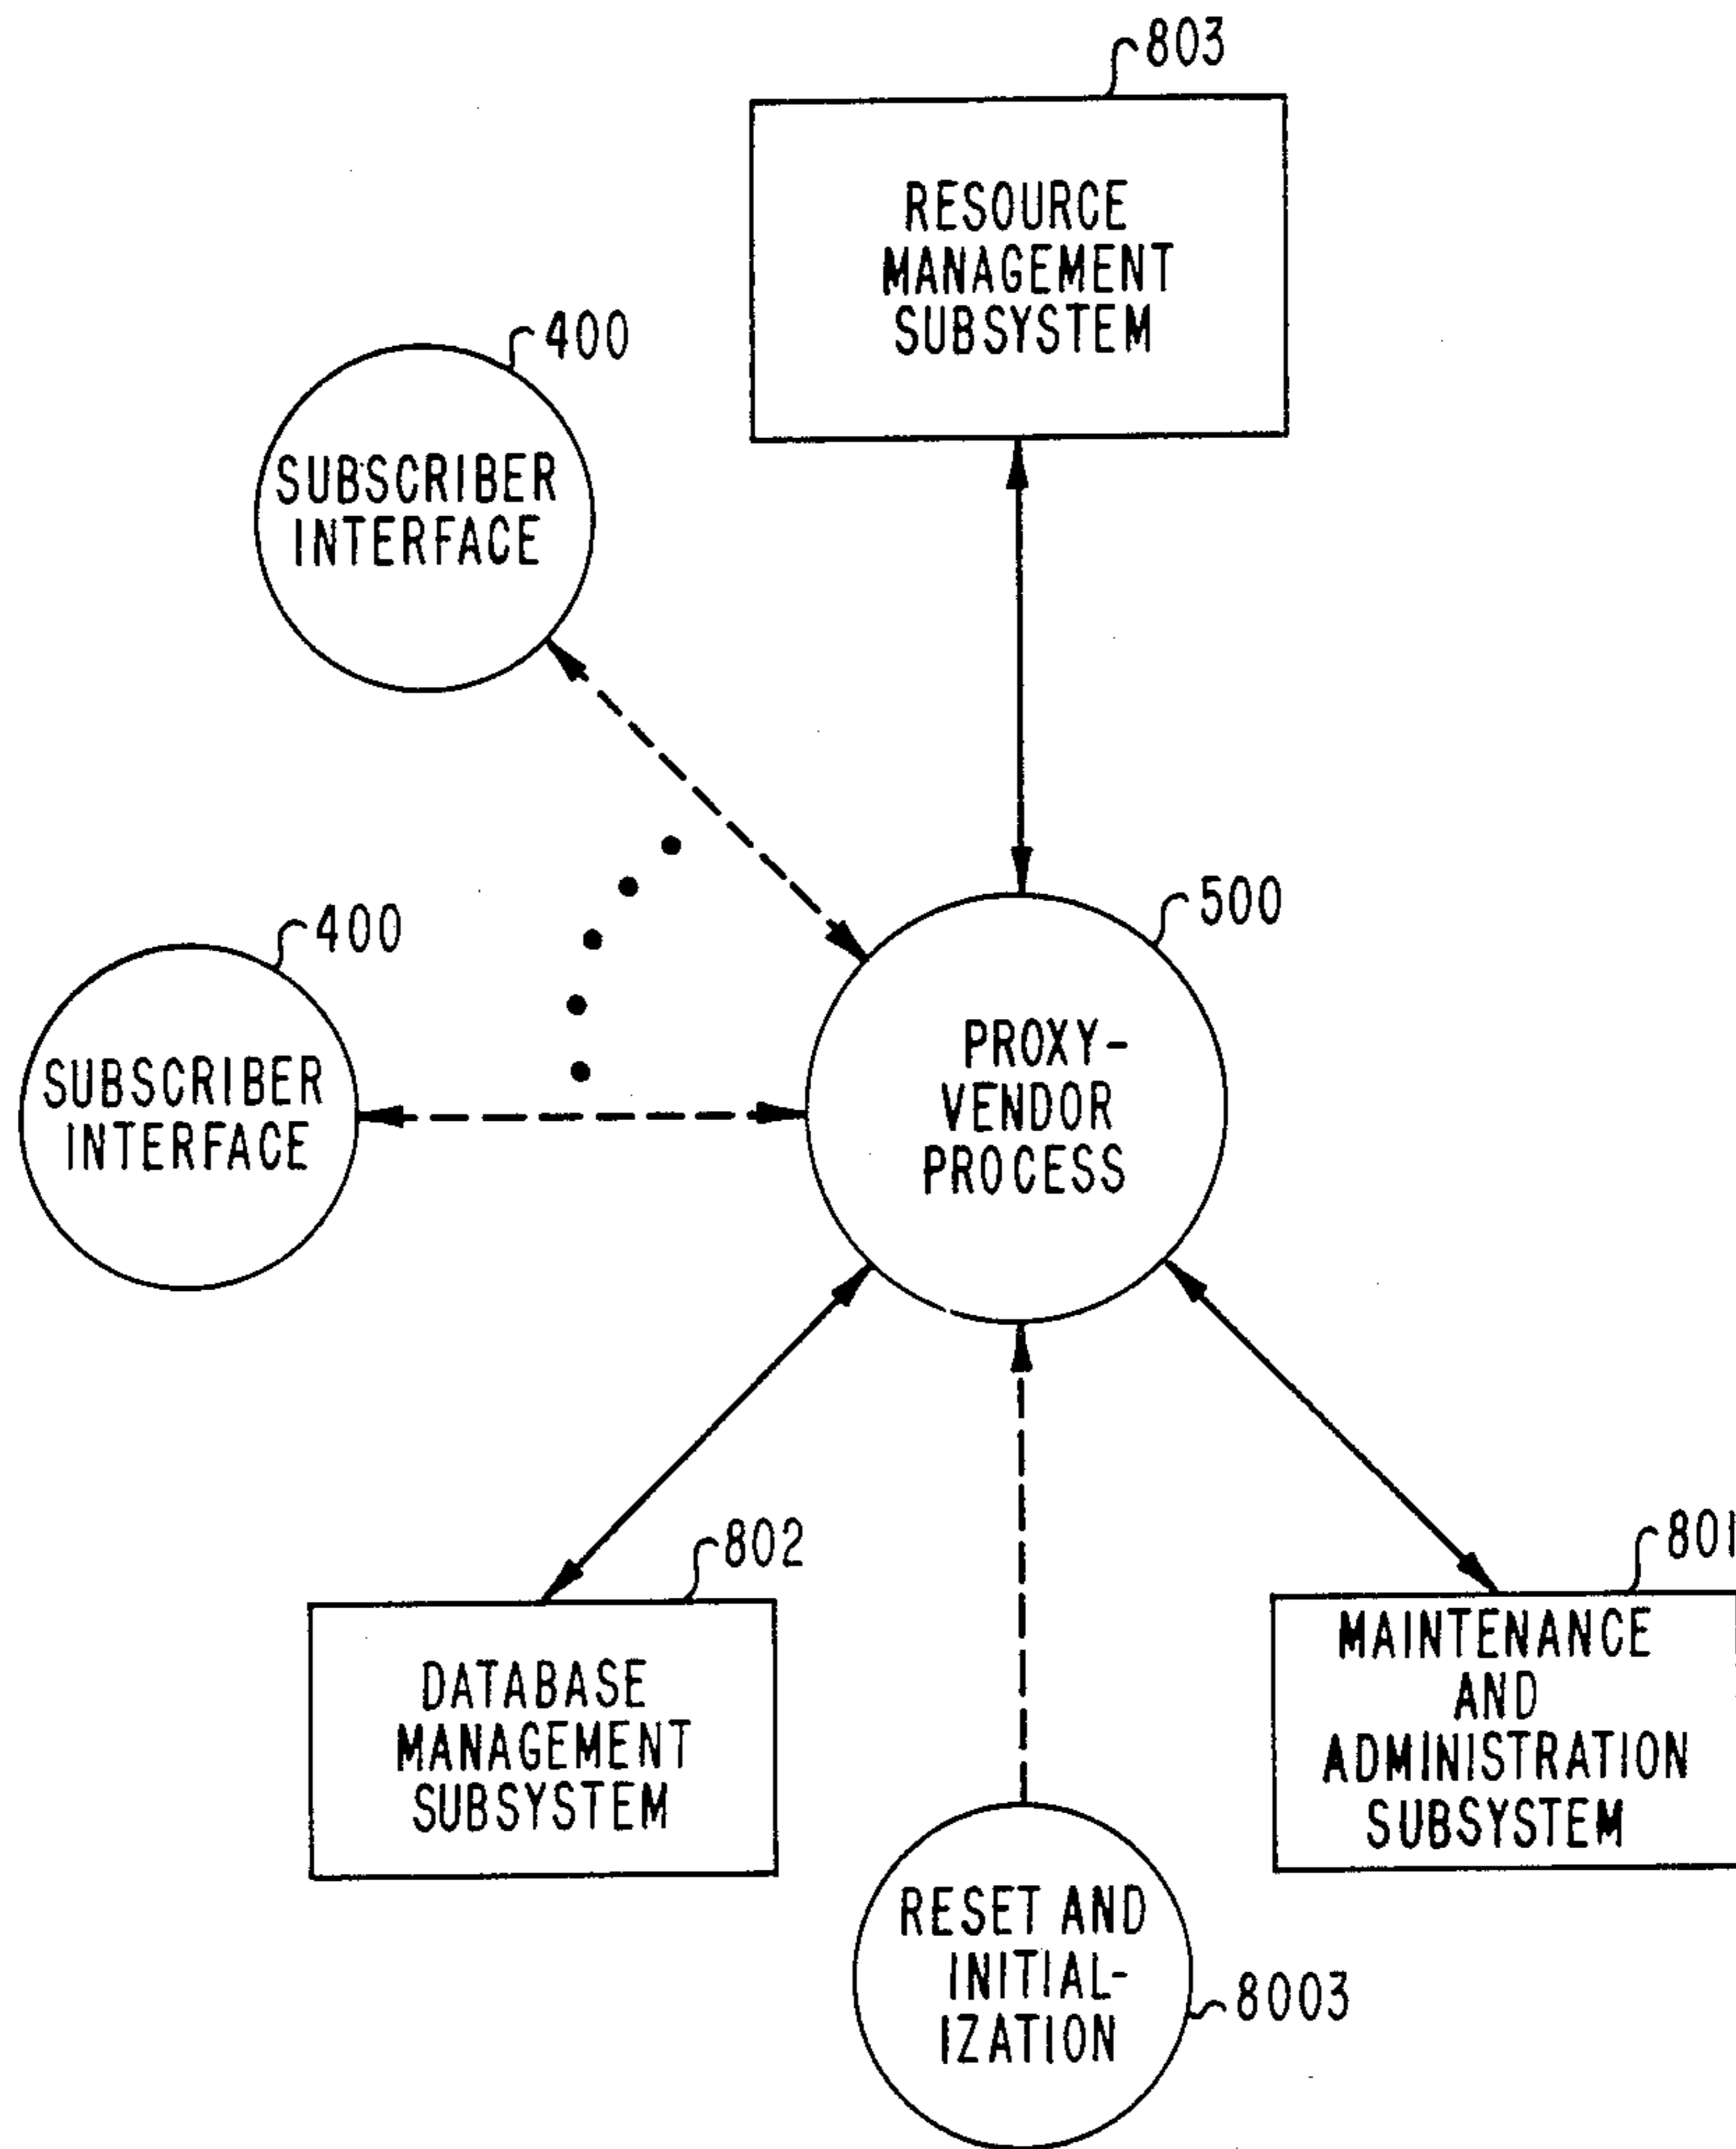 803
RESOURCE
MANAGEMENT
SUBSYSTEM
400
SUBSCRIBER
INTERFACE
400
SUBSCRIBER
INTERFACE
500
PROXY-
VENDOR
PROCESS
802
DATABASE
MANAGEMENT
SUBSYSTEM
801
MAINTENANCE
AND
ADMINISTRATION
SUBSYSTEM
RESET AND
INITIAL-
IZATION
8003